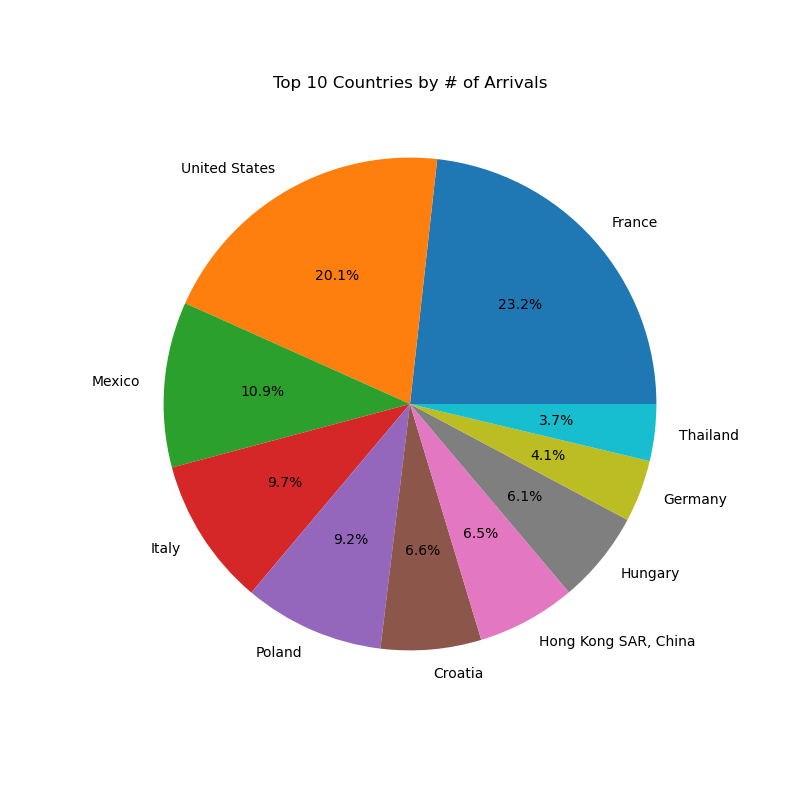 Top 10 Countries by # of Arrivals
United States
France
20.1%
23.2%
Mexico
10.9%
3.7%
Thailand
4.1%
9.7%
6.1%
Germany
9.2%
6.5%
6.6%
Italy
Hungary
Hong Kong SAR, China
Poland
Croatia